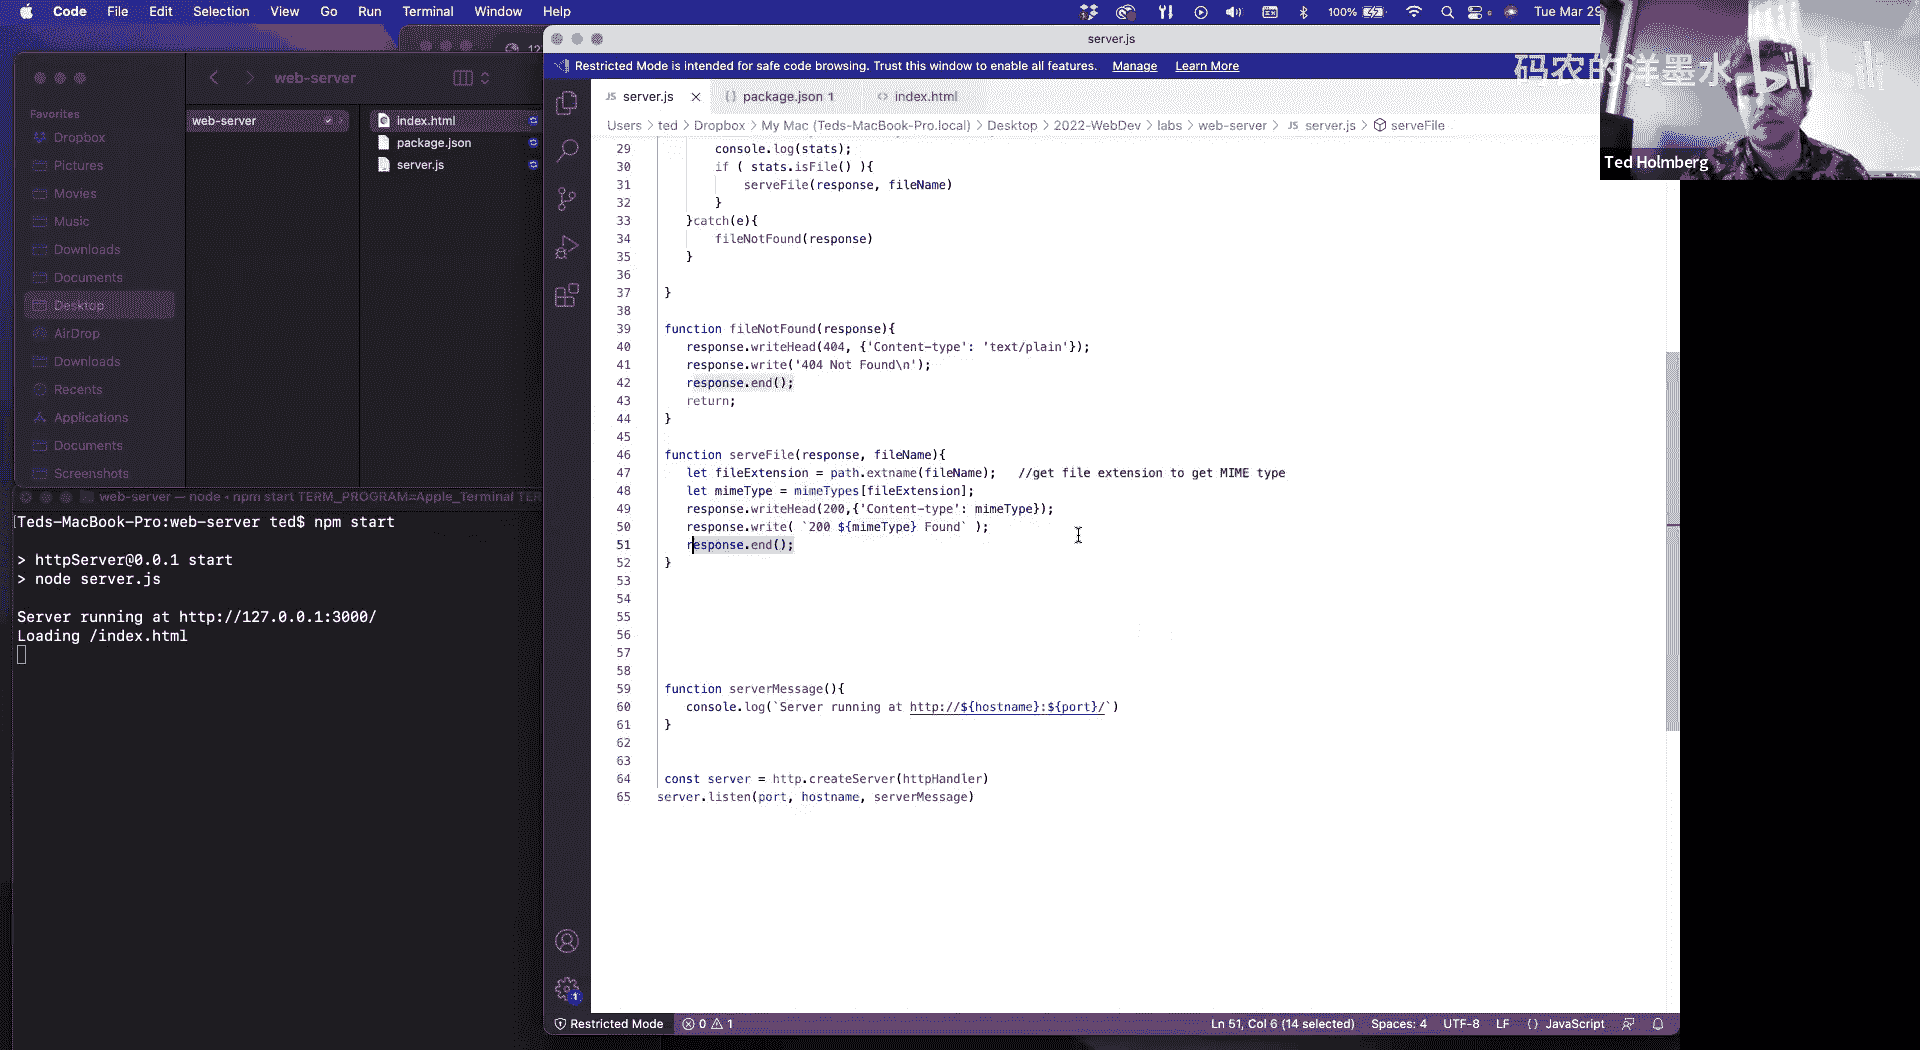 Code File Edit Selection View Go Run Terminal Window Help 100% Tue Mar 29
码农的洋墨水
Ted Holmberg
web-server
Favorites
Dropbox
Pictures
Movies
Music
Downloads
Documents
Desktop
AirDrop
Downloads
Recents
Applications
Documents
Screenshots
web-server
index.html
package.json
server.js
web-server — node • npm start TERM_PROGRAM=Apple_Terminal
Teds-MacBook-Pro:web-server ted$ npm start
> httpServer@0.0.1 start
> node server.js
Server running at http://127.0.0.1:3000/
Loading /index.html
server.js
Restricted Mode is intended for safe code browsing. Trust this window to enable all features. Manage Learn More
JS server.js package.json 1 index.html
Users > ted > Dropbox > My Mac (Teds-MacBook-Pro.local) > Desktop > 2022-WebDev > labs > web-server > JS server.js > serveFile
29 console.log(stats);
30 if ( stats.isFile() ){
31 serveFile(response, fileName)
32 }
33 }catch(e){
34 fileNotFound(response)
35 }
36
37 }
38
39 function fileNotFound(response){
40 response.writeHead(404, {'Content-type': 'text/plain'});
41 response.write('404 Not Found\n');
42 response.end();
43 return;
44 }
45
46 function serveFile(response, fileName){
47 let fileExtension = path.extname(fileName); //get file extension to get MIME type
48 let mimeType = mimeTypes[fileExtension];
49 response.writeHead(200,{'Content-type': mimeType});
50 response.write( `200 ${mimeType} Found` );
51 response.end();
52 }
53
54
55
56
57
58
59 function serverMessage(){
60 console.log(`Server running at http://${hostname}:${port}/`)
61 }
62
63
64 const server = http.createServer(httpHandler)
65 server.listen(port, hostname, serverMessage)
1
Restricted Mode 0 1 Ln 51, Col 6 (14 selected) Spaces: 4 UTF-8 LF {} JavaScript